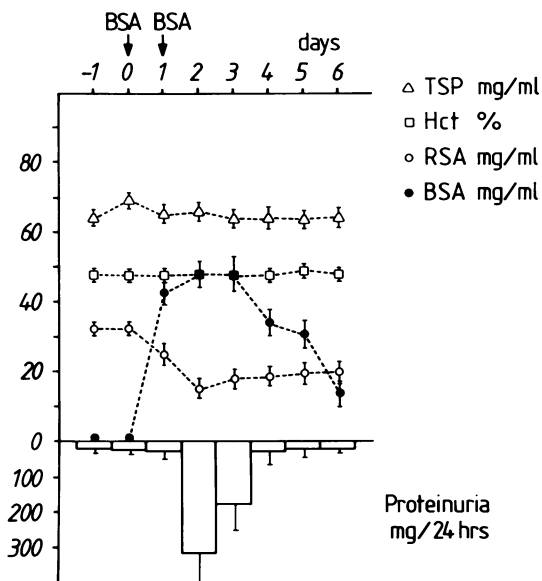 BSA BSA
days
-1 0 1 2 3 4 5 6
△ TSP mg/ml
□ Hct %
○ RSA mg/ml
● BSA mg/ml
80
60
40
20
0
100
200
300
Proteinuria
mg/24 hrs